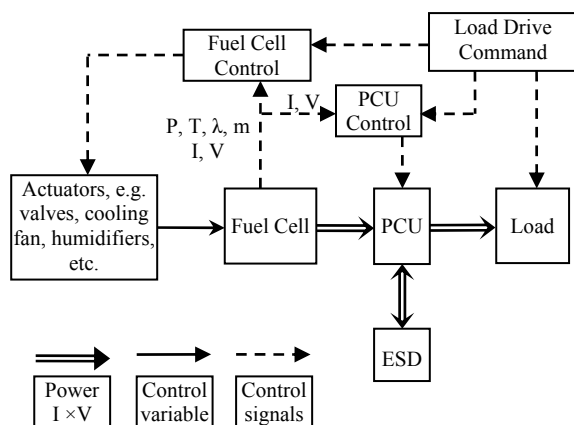 Fuel Cell
Control
Load Drive
Command
I, V
PCU
Control
P, T, λ, m
I, V
Actuators, e.g.
valves, cooling
fan, humidifiers,
etc.
Fuel Cell
PCU
Load
ESD
Power
I ×V
Control
variable
Control
signals